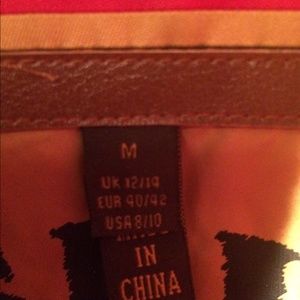 M
UK 12/14
EUR 40/42
USA 8/10
IN
CHINA